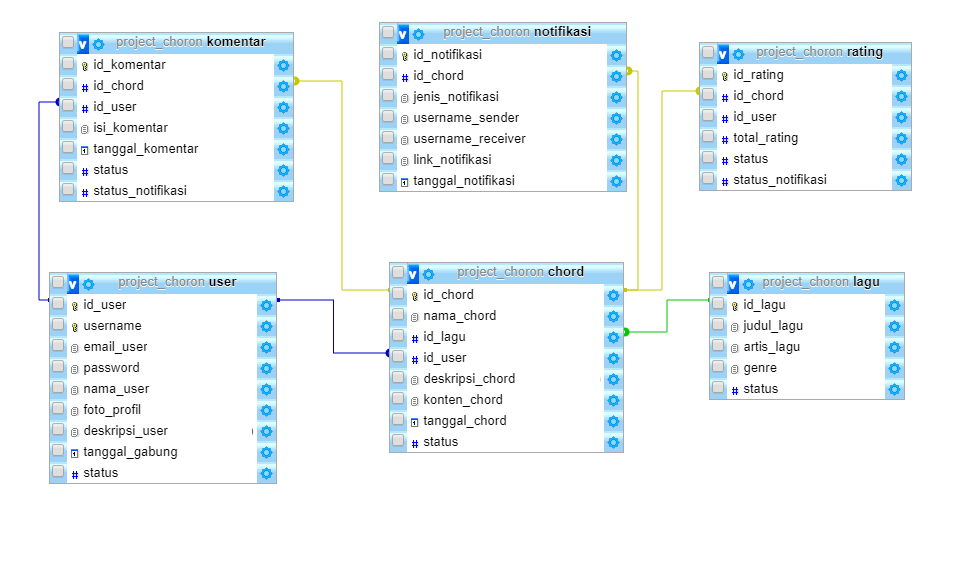 project_choron komentar
id_komentar
id_chord
id_user
isi_komentar
tanggal_komentar
status
status_notifikasi
project_choron notifikasi
id_notifikasi
id_chord
jenis_notifikasi
username_sender
username_receiver
link_notifikasi
tanggal_notifikasi
project_choron rating
id_rating
id_chord
id_user
total_rating
status
status_notifikasi
project_choron user
id_user
username
email_user
password
nama_user
foto_profil
deskripsi_user
tanggal_gabung
status
project_choron chord
id_chord
nama_chord
id_lagu
id_user
deskripsi_chord
konten_chord
tanggal_chord
status
project_choron lagu
id_lagu
judul_lagu
artis_lagu
genre
status